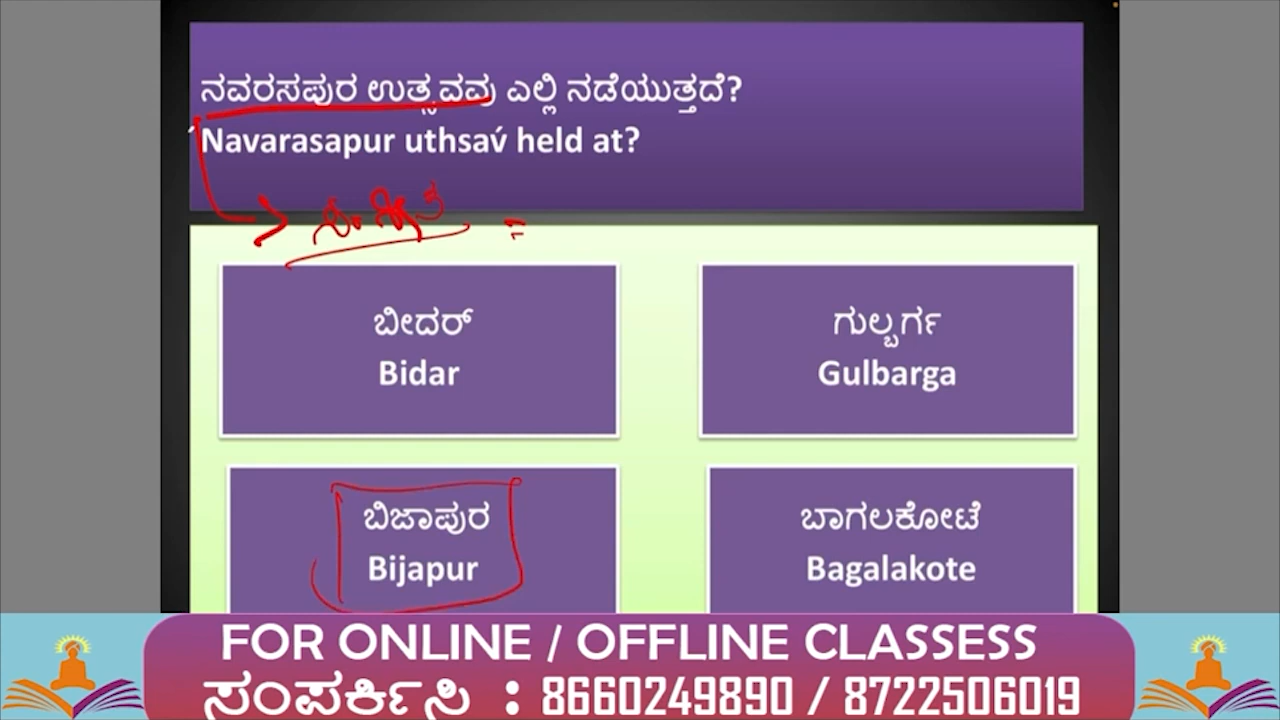 ನವರಸಪುರ ಉತ್ಸವವು ಎಲ್ಲಿ ನಡೆಯುತ್ತದೆ?
Navarasapur uthsav held at?
ಸಂಗೀತ =
ಬೀದರ್
Bidar
ಗುಲ್ಬರ್ಗ
Gulbarga
ಬಿಜಾಪುರ
Bijapur
ಬಾಗಲಕೋಟೆ
Bagalakote
FOR ONLINE / OFFLINE CLASSESS
ಸಂಪರ್ಕಿಸಿ : 8660249890 / 8722506019